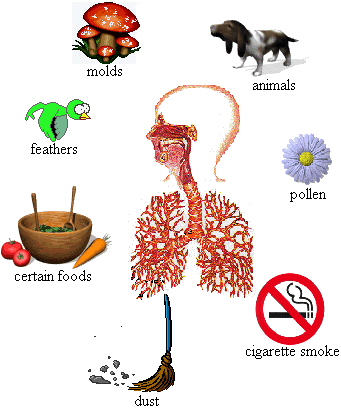 molds
animals
feathers
pollen
certain foods
cigarette smoke
dust